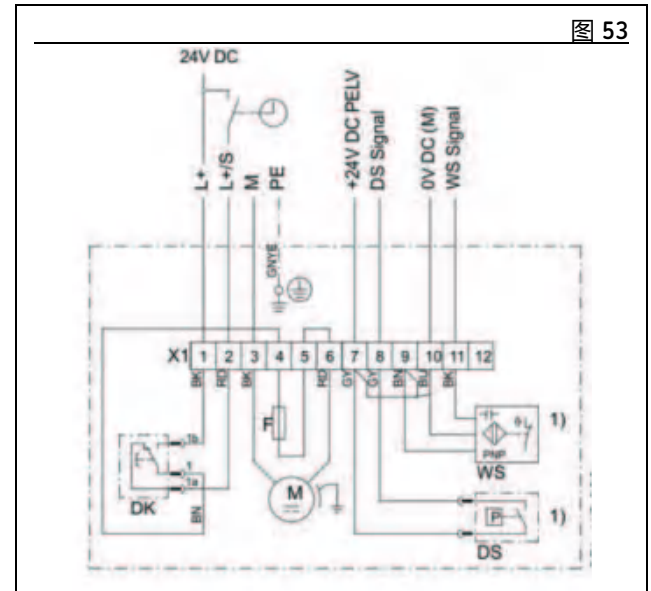 图 53
24V DC
L+
L+/S
M
PE
+24V DC PELV
DS Signal
0V DC (M)
WS Signal
GNYE
X1 1 2 3 4 5 6 7 8 9 10 11 12
BK RD BK RD GY GY BN BU BK
F
1b
1
1a
DK
BN
M
PNP
WS
1)
P
DS
1)